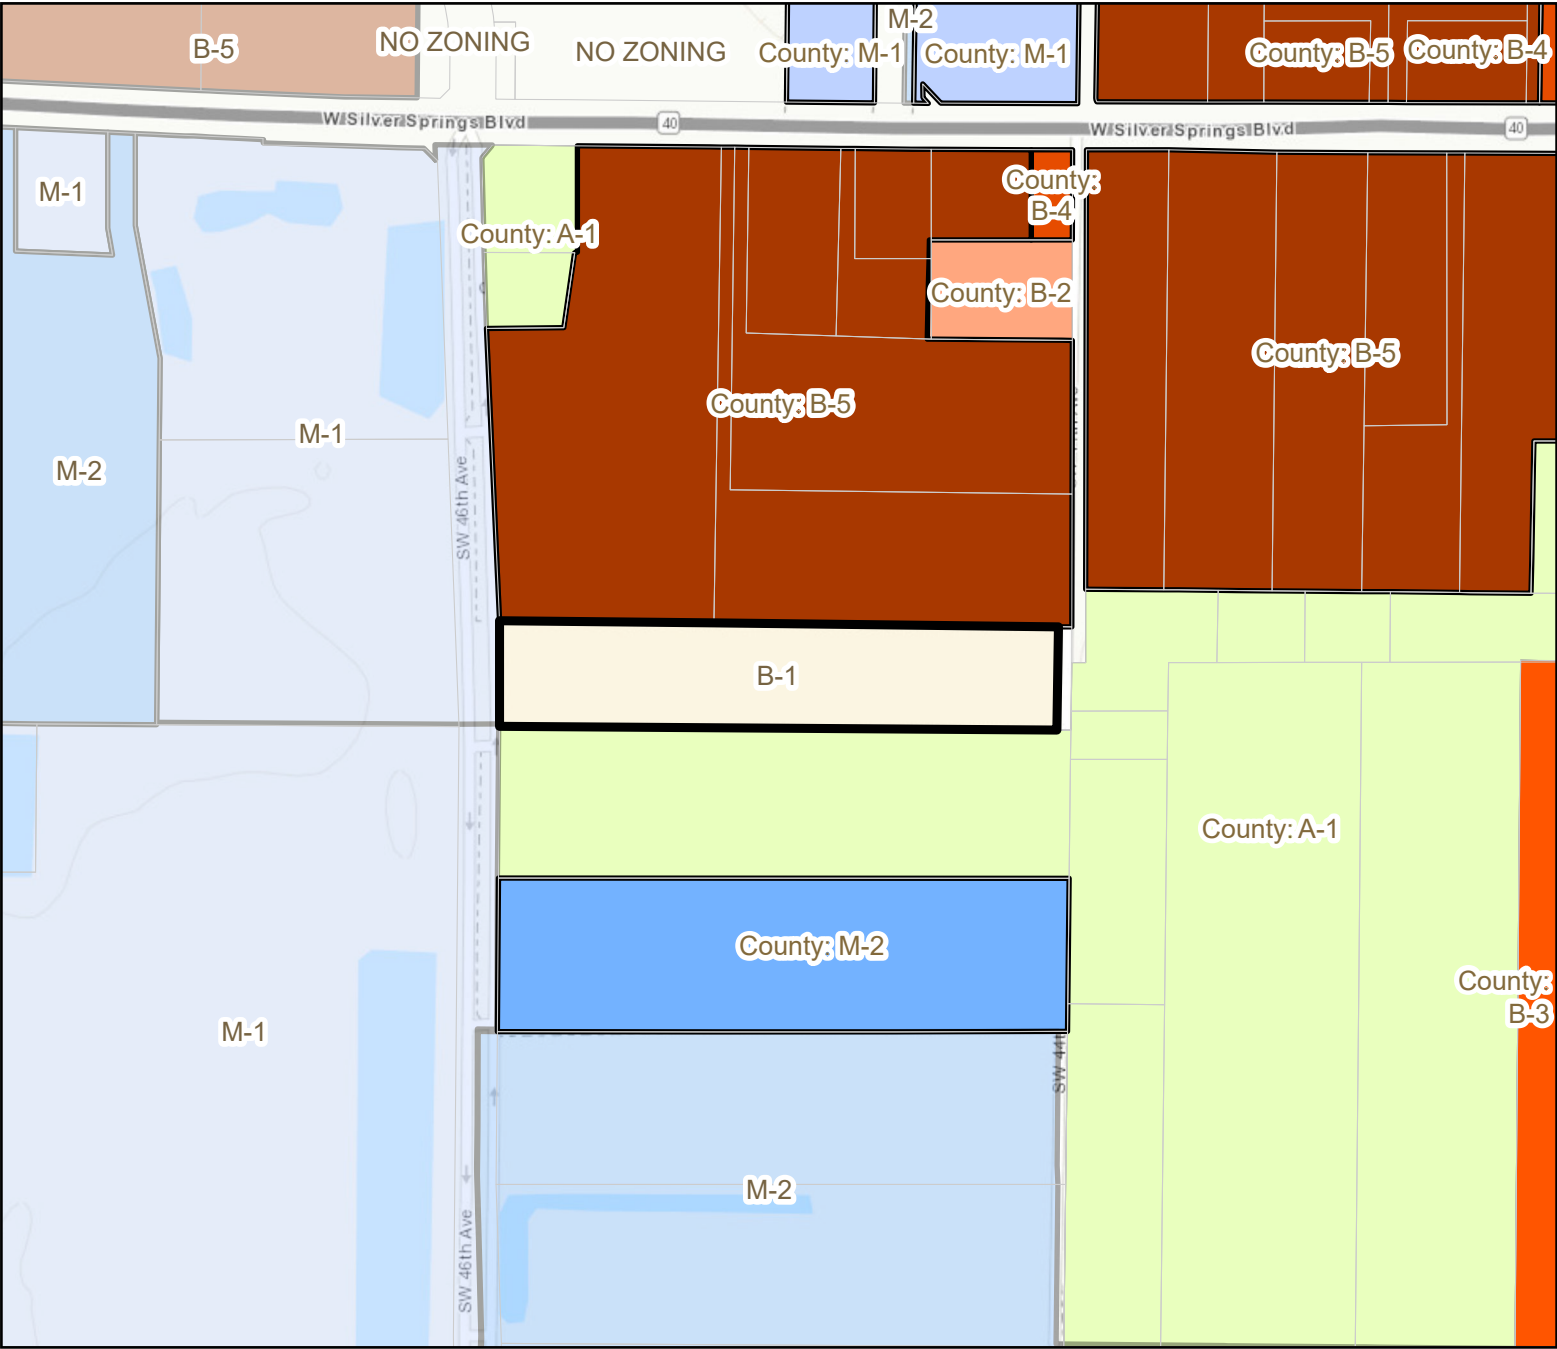 M-2
B-5
NO ZONING
NO ZONING
County: M-1
County: M-1
County: B-5
County: B-4
W Silver Springs Blvd
40
W Silver Springs Blvd
40
M-1
County: A-1
County:
B-4
County: B-2
County: B-5
County: B-5
M-1
M-2
SW 46th Ave
B-1
County: A-1
County: M-2
County:
B-3
M-1
SW 44t
M-2
SW 46th Ave